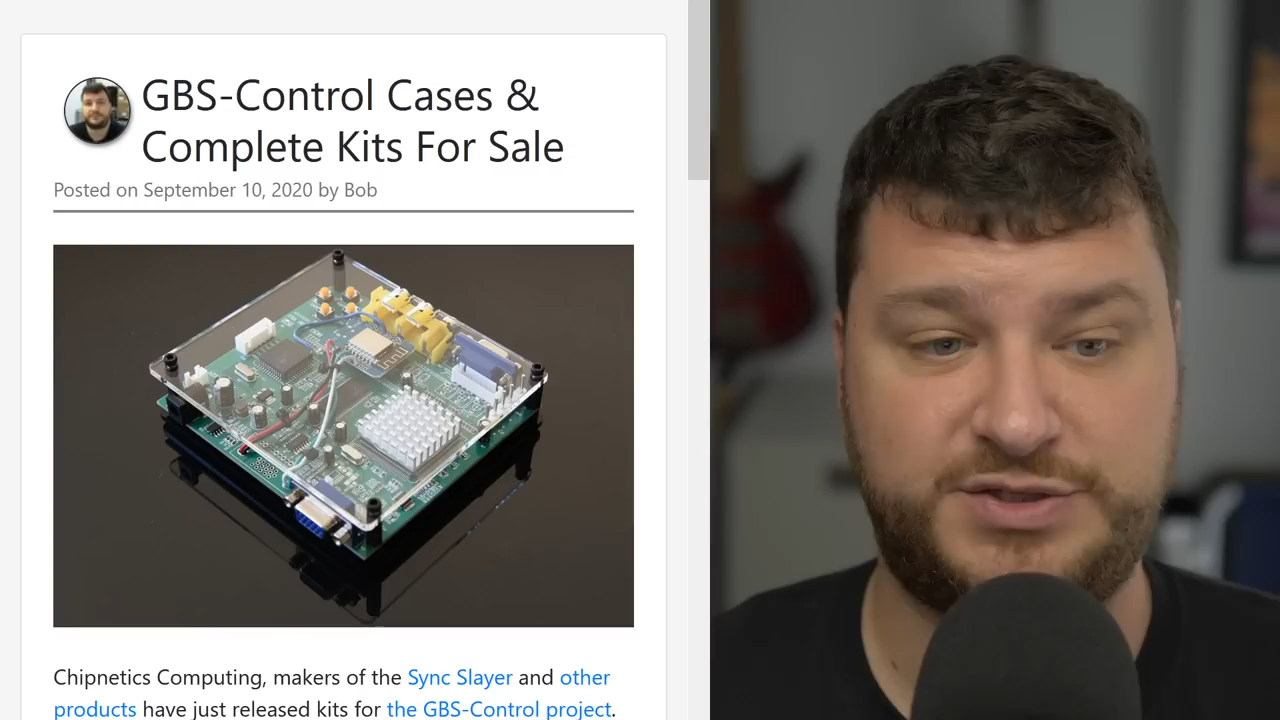 GBS-Control Cases &
Complete Kits For Sale
Posted on September 10, 2020 by Bob
Chipnetics Computing, makers of the Sync Slayer and other
products have just released kits for the GBS-Control project.